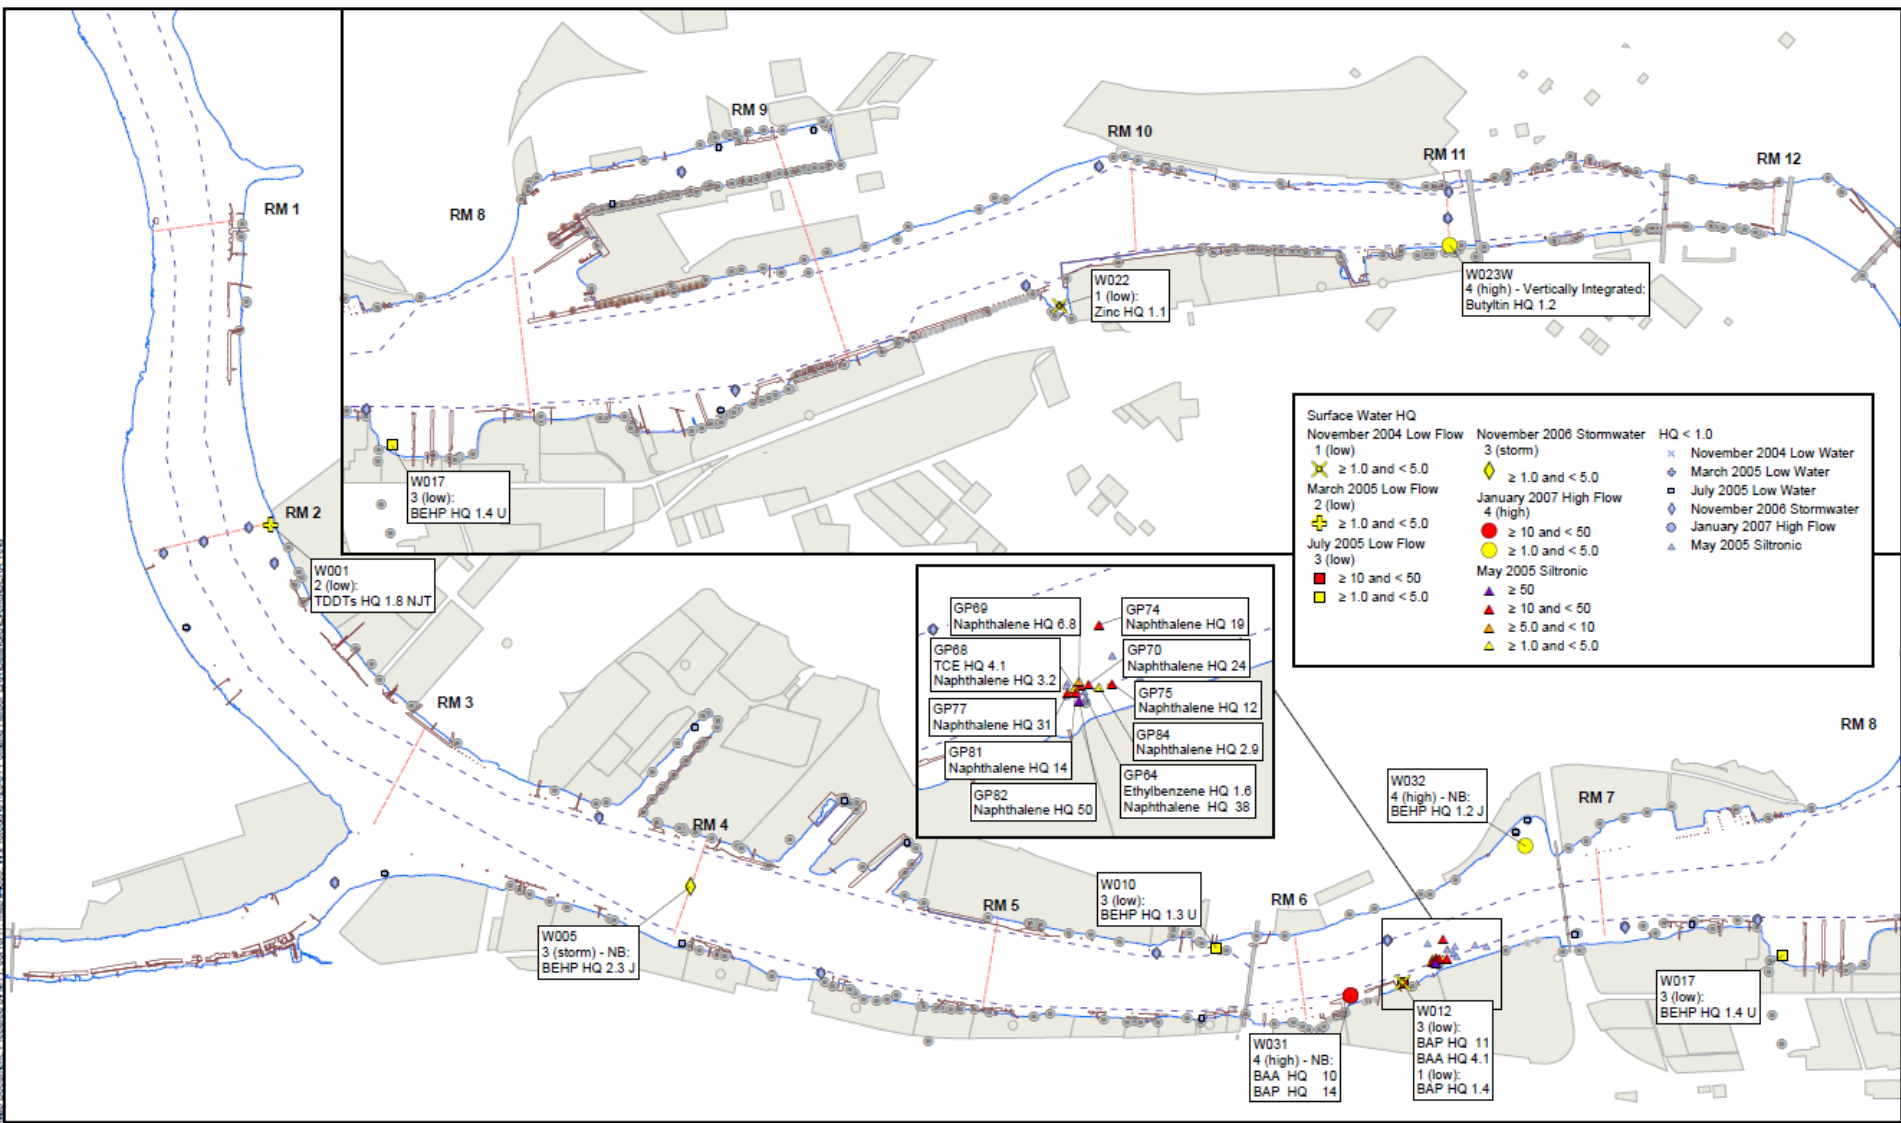 RM 9
RM 10
RM 11
RM 12
RM 8
RM 1
W022
1 (low):
Zinc HQ 1.1
W023W
4 (high) - Vertically Integrated:
Butyltin HQ 1.2
W017
3 (low):
BEHP HQ 1.4 U
RM 2
W001
2 (low):
TDDTs HQ 1.8 NJT
Surface Water HQ
November 2004 Low Flow
1 (low)
≥ 1.0 and < 5.0
March 2005 Low Flow
2 (low)
≥ 1.0 and < 5.0
July 2005 Low Flow
3 (low)
≥ 10 and < 50
≥ 1.0 and < 5.0
November 2006 Stormwater
3 (storm)
≥ 1.0 and < 5.0
January 2007 High Flow
4 (high)
≥ 10 and < 50
≥ 1.0 and < 5.0
May 2005 Siltronic
≥ 50
≥ 10 and < 50
≥ 5.0 and < 10
≥ 1.0 and < 5.0
HQ < 1.0
November 2004 Low Water
March 2005 Low Water
July 2005 Low Water
November 2006 Stormwater
January 2007 High Flow
May 2005 Siltronic
GP69
Naphthalene HQ 6.8
GP74
Naphthalene HQ 19
GP68
TCE HQ 4.1
Naphthalene HQ 3.2
GP70
Naphthalene HQ 24
GP77
Naphthalene HQ 31
GP75
Naphthalene HQ 12
GP81
Naphthalene HQ 14
GP84
Naphthalene HQ 2.9
GP82
Naphthalene HQ 50
GP64
Ethylbenzene HQ 1.6
Naphthalene HQ 38
RM 3
RM 8
RM 4
W032
4 (high) - NB:
BEHP HQ 1.2 J
RM 7
RM 5
W010
3 (low):
BEHP HQ 1.3 U
RM 6
W005
3 (storm) - NB:
BEHP HQ 2.3 J
W017
3 (low):
BEHP HQ 1.4 U
W012
3 (low):
BAP HQ 11
BAA HQ 4.1
1 (low):
BAP HQ 1.4
W031
4 (high) - NB:
BAA HQ 10
BAP HQ 14